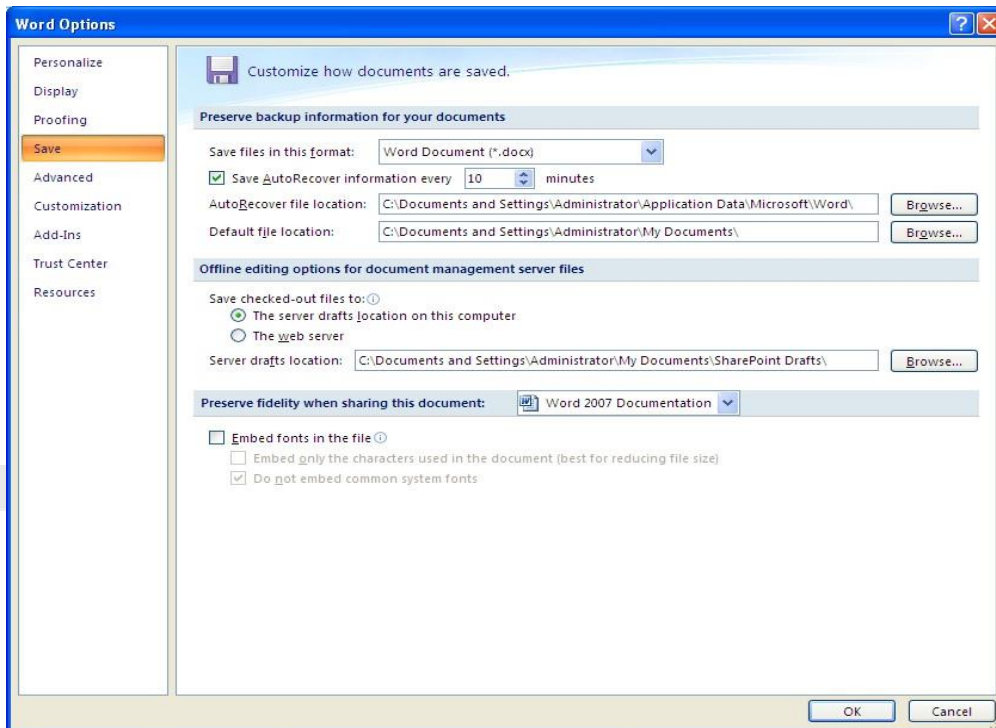 Word Options
Personalize
Display
Proofing
Save
Advanced
Customization
Add-Ins
Trust Center
Resources
Customize how documents are saved.
Preserve backup information for your documents
Save files in this format: Word Document (*.docx)
Save AutoRecover information every 10 minutes
AutoRecover file location: C:\Documents and Settings\Administrator\Application Data\Microsoft\Word\ Browse...
Default file location: C:\Documents and Settings\Administrator\My Documents\ Browse...
Offline editing options for document management server files
Save checked-out files to:
The server drafts location on this computer
The web server
Server drafts location: C:\Documents and Settings\Administrator\My Documents\SharePoint Drafts\ Browse...
Preserve fidelity when sharing this document: Word 2007 Documentation
Embed fonts in the file
Embed only the characters used in the document (best for reducing file size)
Do not embed common system fonts
OK Cancel